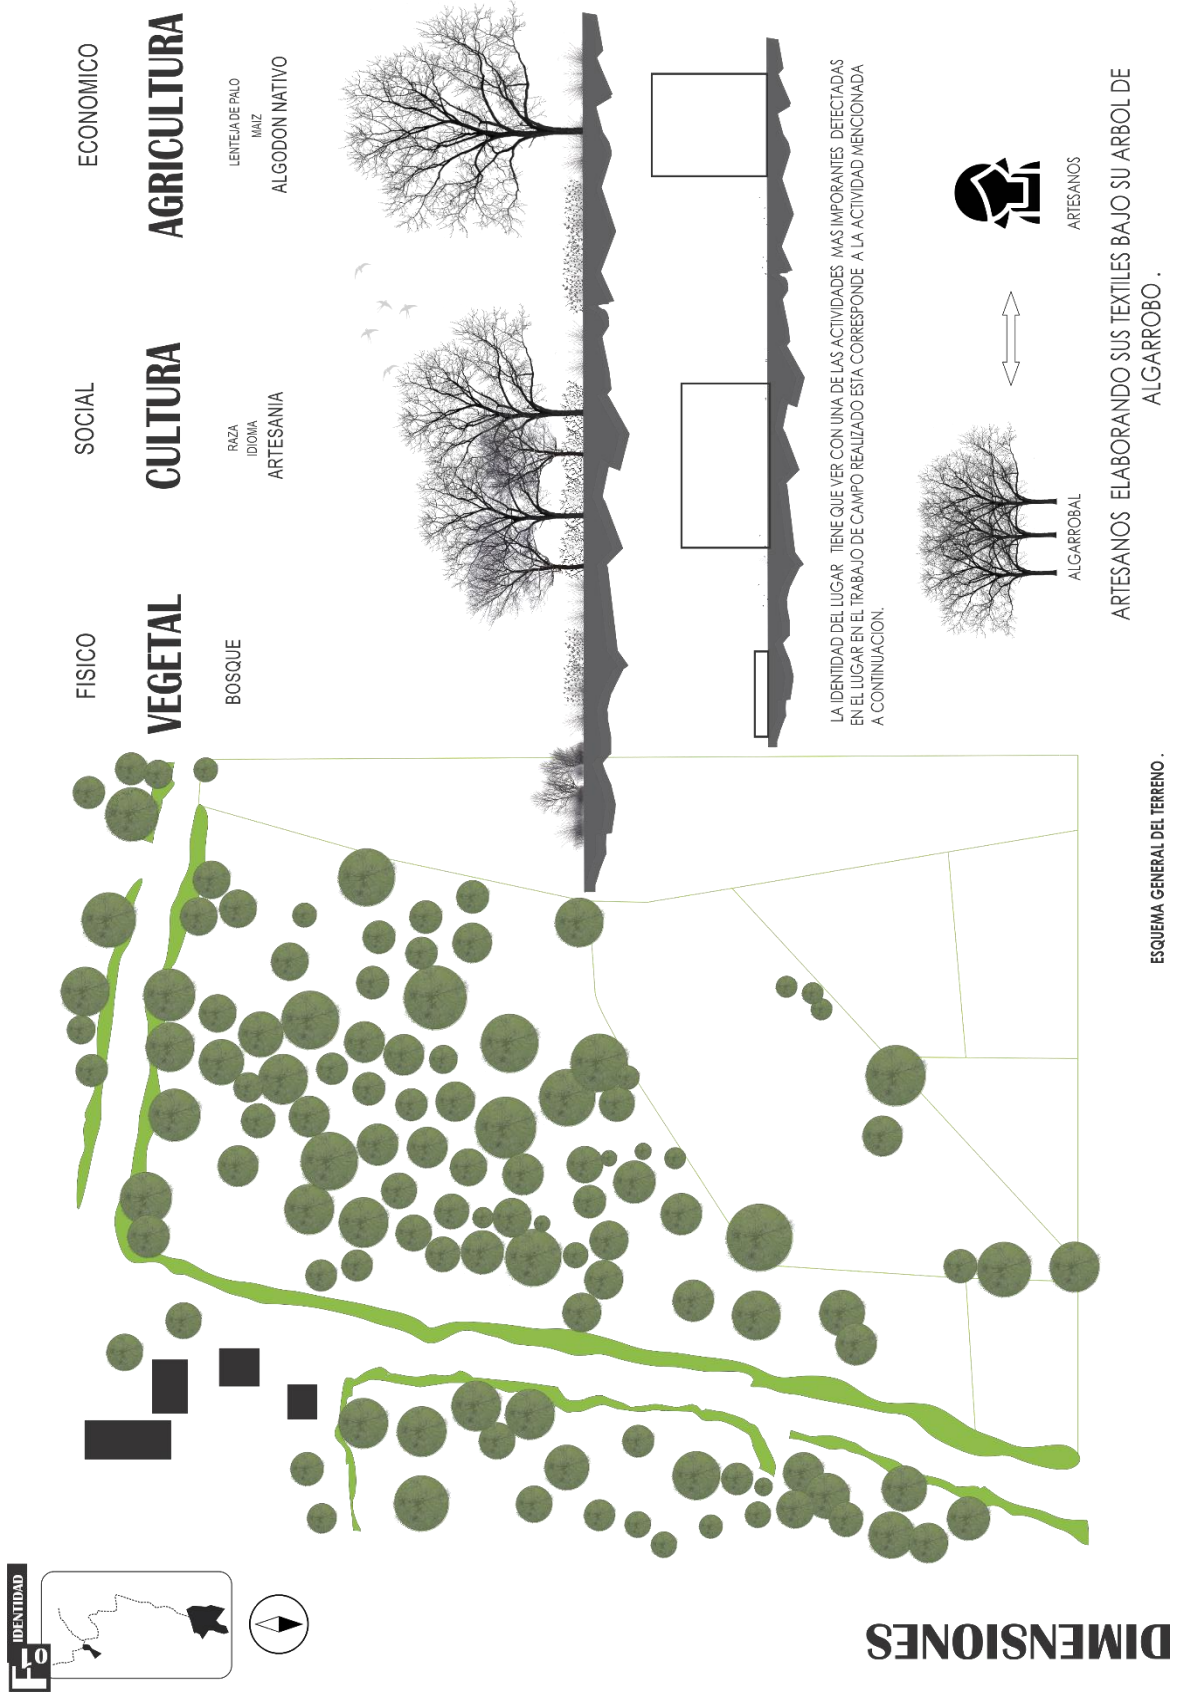 IDENTIDAD
F_01
DIMENSIONES
FISICO
VEGETAL
BOSQUE
SOCIAL
CULTURA
RAZA
IDIOMA
ARTESANIA
ECONOMICO
AGRICULTURA
LENTEJA DE PALO
MAIZ
ALGODON NATIVO
LA IDENTIDAD DEL LUGAR TIENE QUE VER CON UNA DE LAS ACTIVIDADES MAS IMPORANTES DETECTADAS
EN EL LUGAR EN EL TRABAJO DE CAMPO REALIZADO ESTA CORRESPONDE A LA ACTIVIDAD MENCIONADA
A CONTINUACION.
ALGARROBAL
ARTESANOS
ARTESANOS ELABORANDO SUS TEXTILES BAJO SU ARBOL DE
ALGARROBO .
ESQUEMA GENERAL DEL TERRENO .